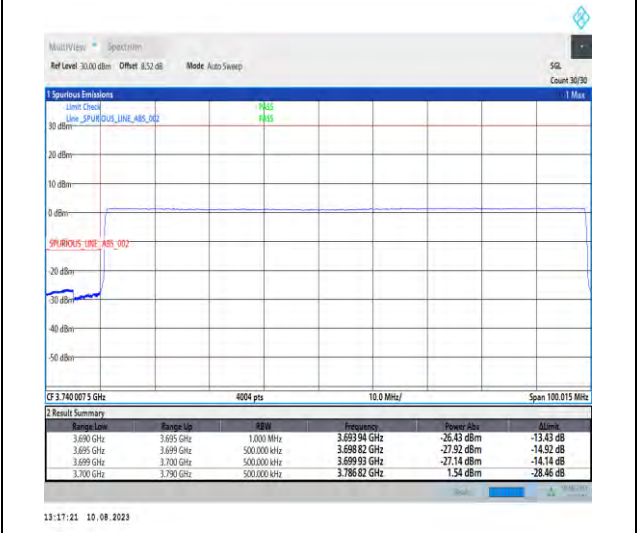 MultiView Spectrum
Ref Level 30.00 dBm Offset 8.52 dB Mode Auto Sweep SGL
Count 30/30
1 Spurious Emissions 1 Max
Limit Check PASS
Line _SPURIOUS_LINE_ABS_002 PASS
30 dBm
20 dBm
10 dBm
0 dBm
SPURIOUS_LINE_ABS_002
-20 dBm
-30 dBm
-40 dBm
-50 dBm
CF 3.740 007 5 GHz 4004 pts 10.0 MHz/ Span 100.015 MHz
2 Result Summary
Range Low Range Up RBW Frequency Power Abs ΔLimit
3.690 GHz 3.695 GHz 1.000 MHz 3.693 94 GHz -26.43 dBm -13.43 dB
3.695 GHz 3.699 GHz 500.000 kHz 3.698 82 GHz -27.92 dBm -14.92 dB
3.699 GHz 3.700 GHz 500.000 kHz 3.699 93 GHz -27.14 dBm -14.14 dB
3.700 GHz 3.790 GHz 500.000 kHz 3.786 82 GHz 1.54 dBm -28.46 dB
13:17:21 10.08.2023